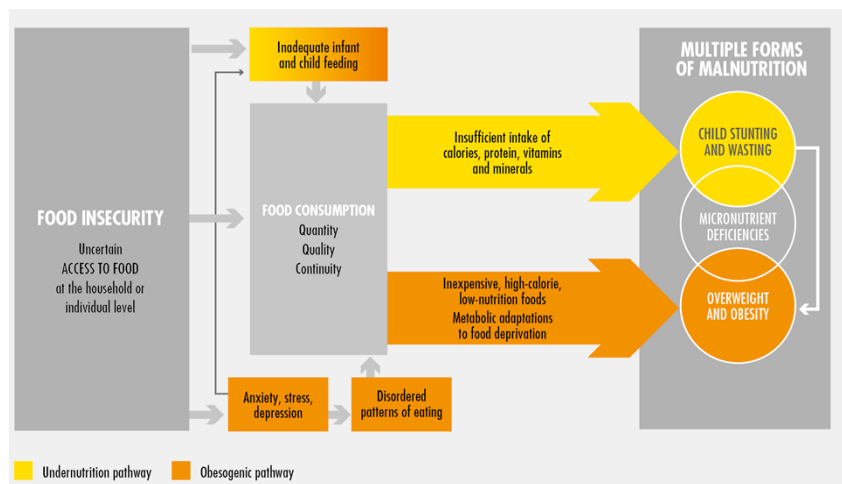 Inadequate infant
and child feeding
MULTIPLE FORMS
OF MALNUTRITION
FOOD INSECURITY
Uncertain
ACCESS TO FOOD
at the household or
individual level
FOOD CONSUMPTION
Quantity
Quality
Continuity
Insufficient intake of
calories, protein, vitamins
and minerals
Inexpensive, high-calorie,
low-nutrition foods
Metabolic adaptations
to food deprivation
CHILD STUNTING
AND WASTING
MICRONUTRIENT
DEFICIENCIES
OVERWEIGHT
AND OBESITY
Anxiety, stress,
depression
Disordered
patterns of eating
Undernutrition pathway
Obesogenic pathway